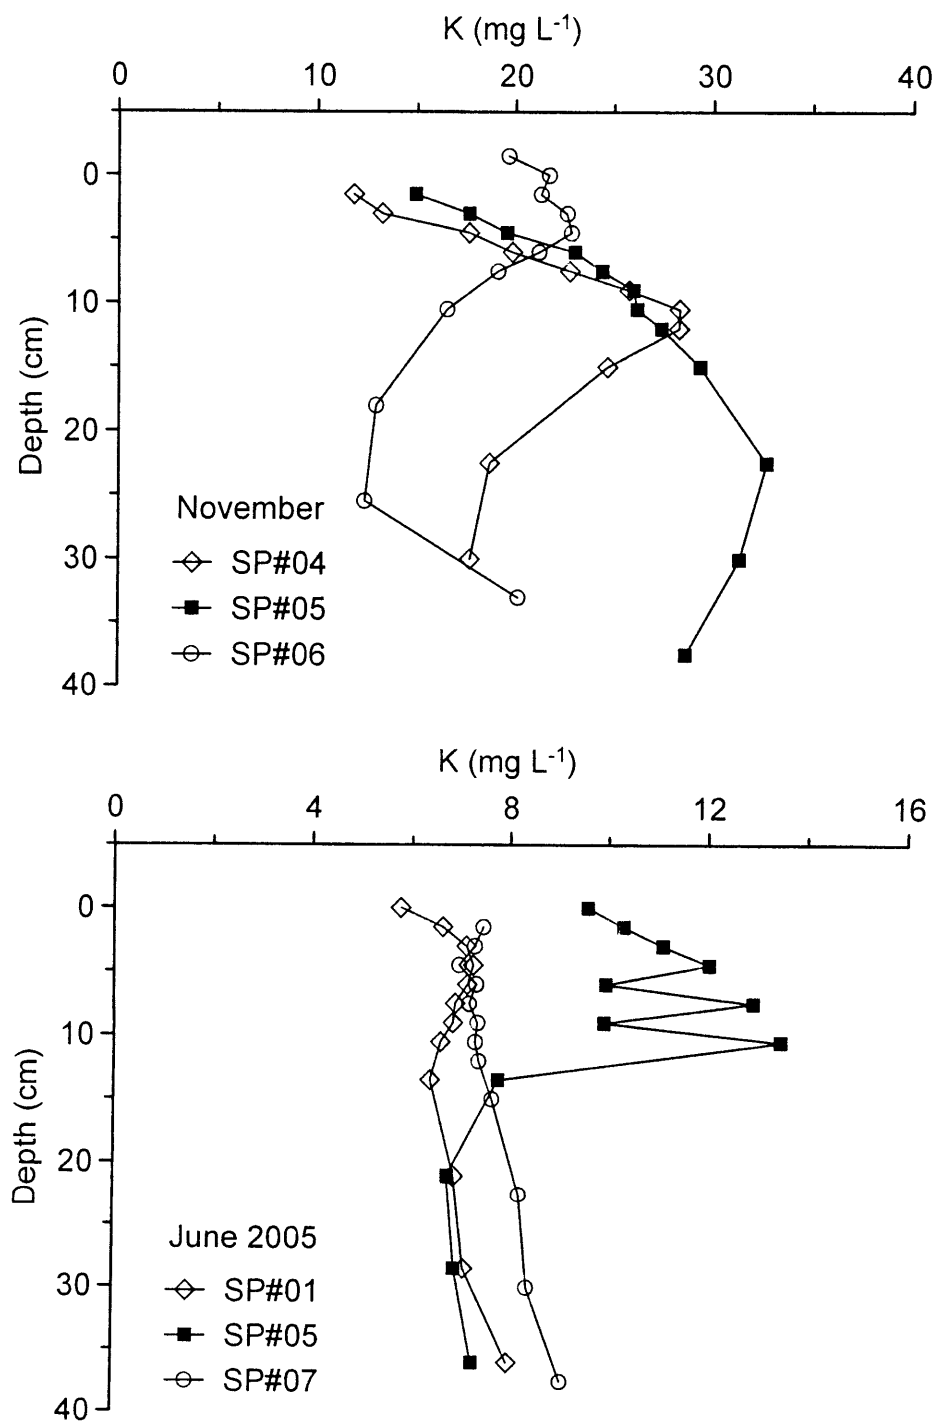 K (mg L-1)
0 10 20 30 40
0
10
20
30
40
Depth (cm)
November
SP#04
SP#05
SP#06
K (mg L-1)
0 4 8 12 16
0
10
20
30
40
Depth (cm)
June 2005
SP#01
SP#05
SP#07